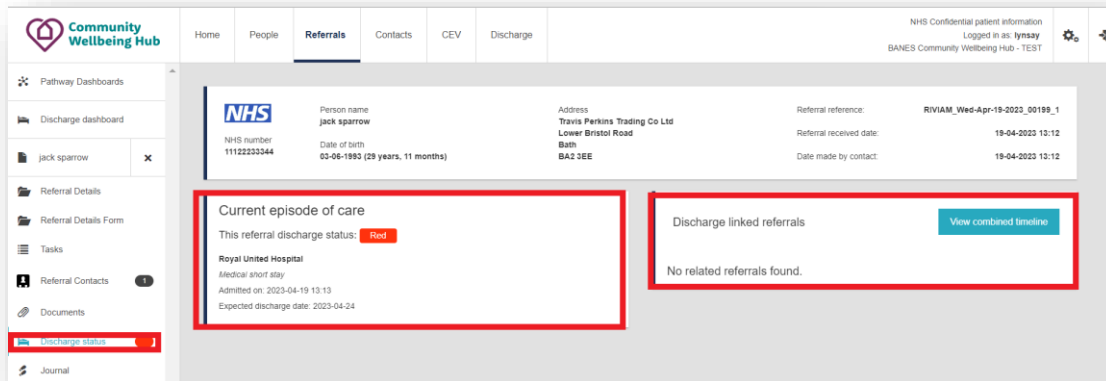 Community
Wellbeing Hub
Home People Referrals Contacts CEV Discharge
NHS Confidential patient information
Logged in as: lynsay
BANES Community Wellbeing Hub - TEST
Pathway Dashboards
Discharge dashboard
jack sparrow x
Referral Details
Referral Details Form
Tasks
Referral Contacts 1
Documents
Discharge status
Journal
NHS
NHS number
11122233344
Person name
jack sparrow
Date of birth
03-06-1993 (29 years, 11 months)
Address
Travis Perkins Trading Co Ltd
Lower Bristol Road
Bath
BA2 3EE
Referral reference: RIVIAM_Wed-Apr-19-2023_00199_1
Referral received date: 19-04-2023 13:12
Date made by contact: 19-04-2023 13:12
Current episode of care
This referral discharge status: Red
Royal United Hospital
Medical short stay
Admitted on: 2023-04-19 13:13
Expected discharge date: 2023-04-24
Discharge linked referrals View combined timeline
No related referrals found.